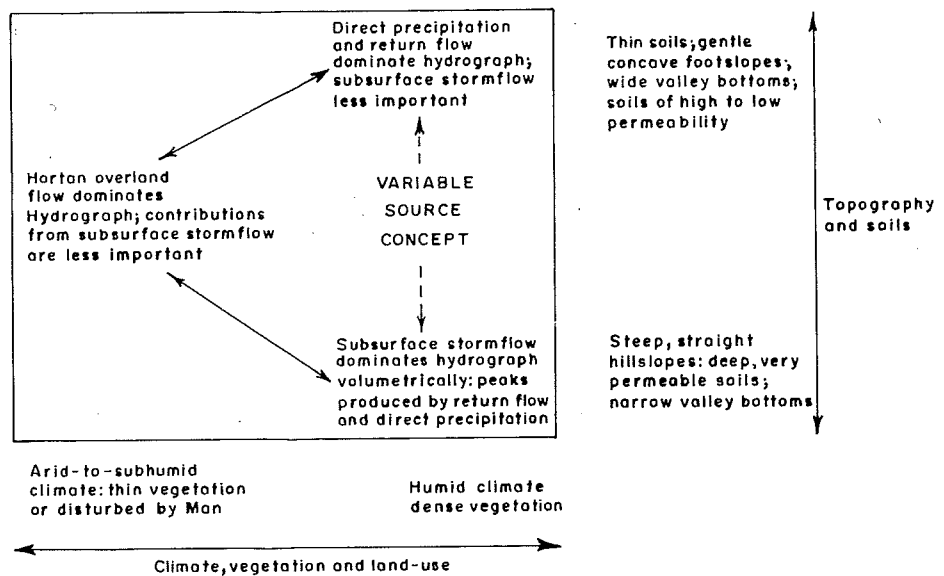 Direct precipitation
and return flow
dominate hydrograph;
subsurface stormflow
less important
Thin soils; gentle
concave footslopes;
wide valley bottoms;
soils of high to low
permeability
Hortan overland
flow dominates
Hydrograph; contributions
from subsurface stormflow
are less important
VARIABLE
SOURCE
CONCEPT
Topography
and soils
Subsurface stormflow
dominates hydrograph
volumetrically: peaks
produced by return flow
and direct precipitation
Steep, straight
hillslopes: deep, very
permeable soils;
narrow valley bottoms
Arid-to-subhumid
climate: thin vegetation
or disturbed by Man
Humid climate
dense vegetation
Climate, vegetation and land-use